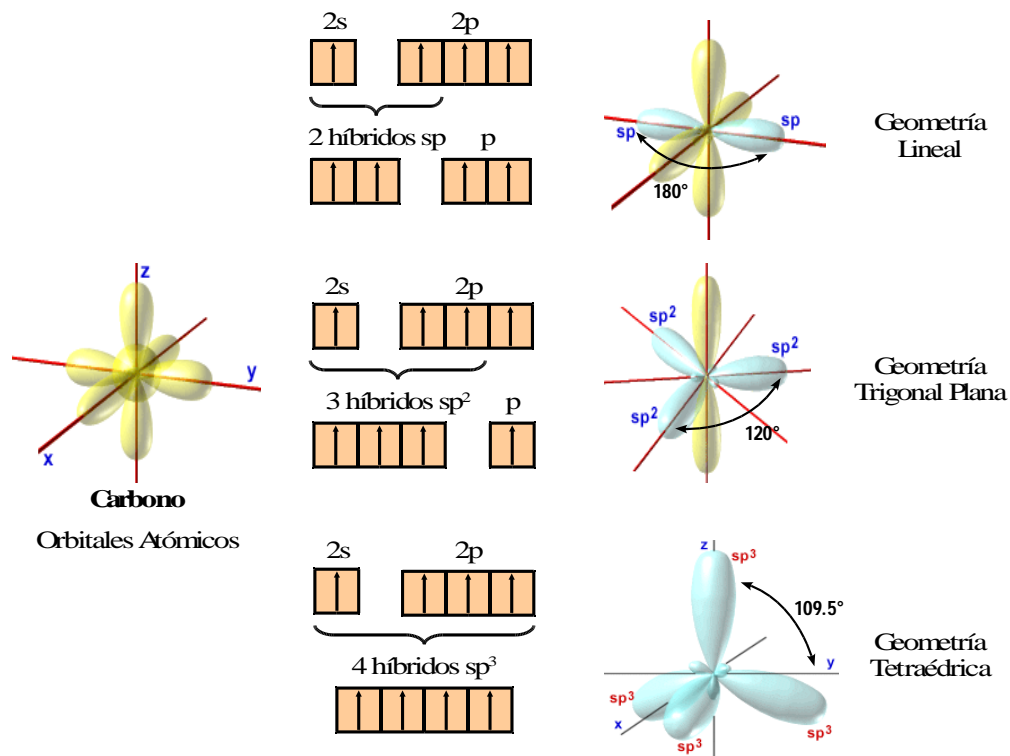 2s 2p
2 híbridos sp p
sp sp
180°
Geometría
Lineal
z
y
x
Carbono
Orbitales Atómicos
2s 2p
3 híbridos sp² p
sp²
sp²
sp²
120°
Geometría
Trigonal Plana
2s 2p
4 híbridos sp³
z
sp³
109.5°
y
sp³
x
sp³
sp³
Geometría
Tetraédrica